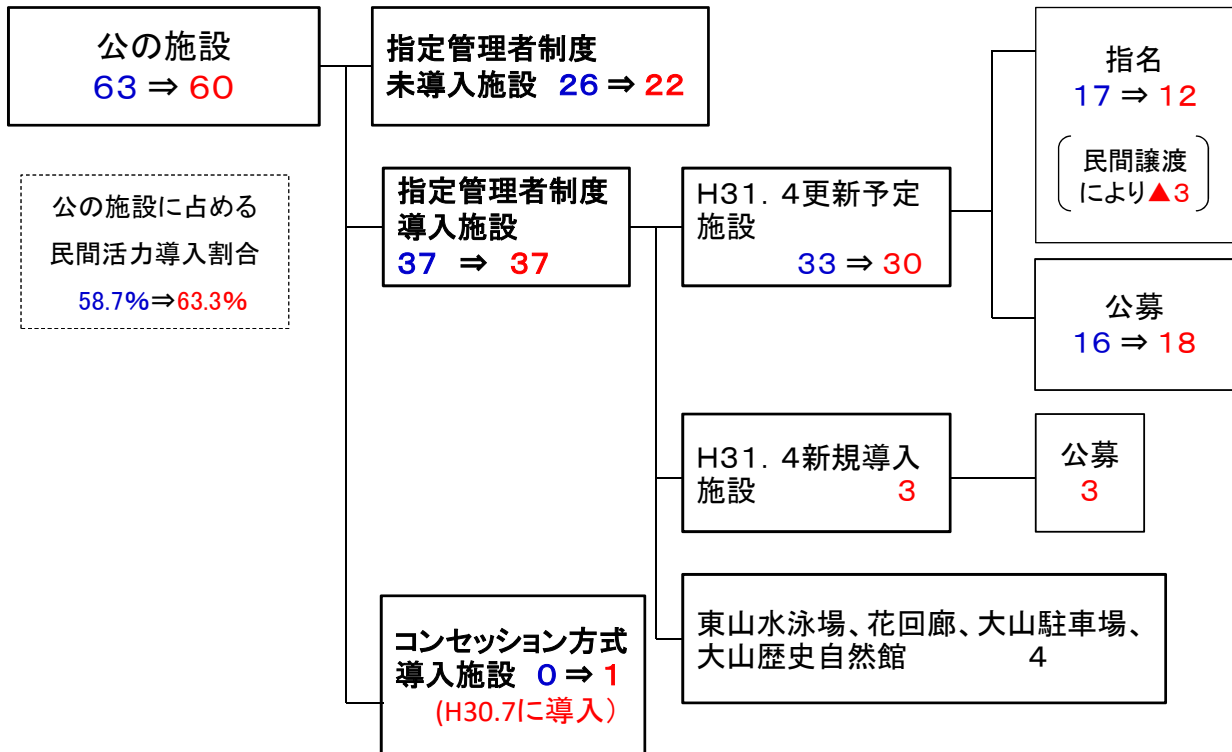 公の施設
63 ⇒ 60
指定管理者制度
未導入施設 26 ⇒ 22
公の施設に占める
民間活力導入割合
58.7%⇒63.3%
指定管理者制度
導入施設
37 ⇒ 37
コンセッション方式
導入施設 0 ⇒ 1
(H30.7に導入)
H31.4更新予定
施設
33 ⇒ 30
指名
17 ⇒ 12
民間譲渡
により▲3
公募
16 ⇒ 18
H31.4新規導入
施設 3
公募
3
東山水泳場、花回廊、大山駐車場、
大山歴史自然館 4